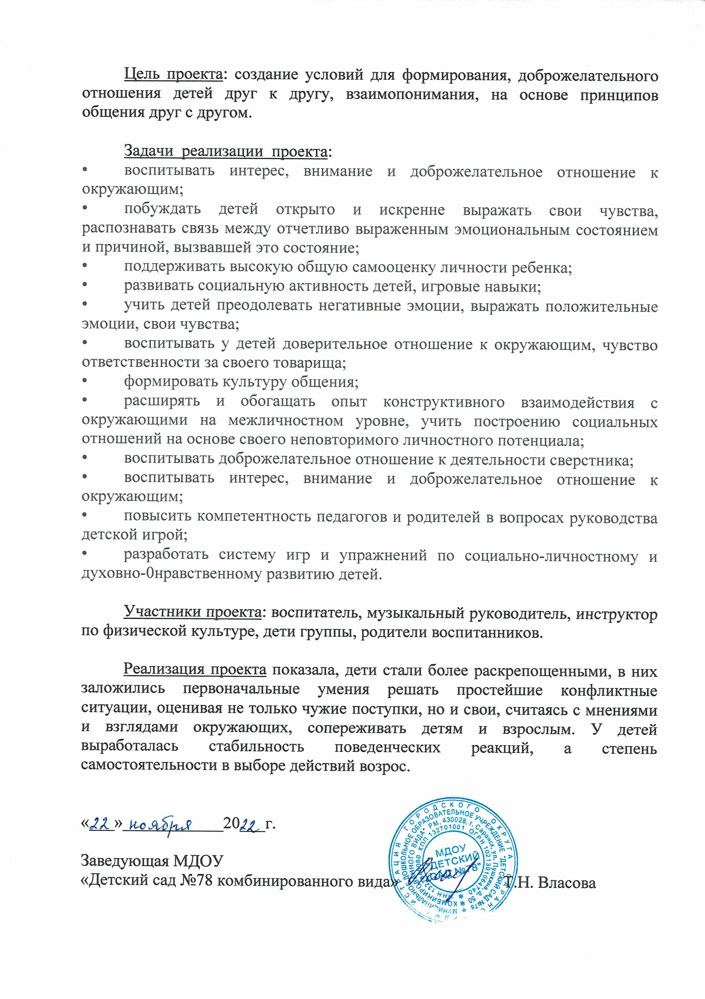 Цель проекта: создание условий для формирования, доброжелательного
отношения детей друг к другу, взаимопонимания, на основе принципов
общения друг с другом.
Задачи реализации проекта:
• воспитывать интерес, внимание и доброжелательное отношение к
окружающим;
• побуждать детей открыто и искренне выражать свои чувства,
распознавать связь между отчетливо выраженным эмоциональным состоянием
и причиной, вызвавшей это состояние;
• поддерживать высокую общую самооценку личности ребенка;
• развивать социальную активность детей, игровые навыки;
• учить детей преодолевать негативные эмоции, выражать положительные
эмоции, свои чувства;
• воспитывать у детей доверительное отношение к окружающим, чувство
ответственности за своего товарища;
• формировать культуру общения;
• расширять и обогащать опыт конструктивного взаимодействия с
окружающими на межличностном уровне, учить построению социальных
отношений на основе своего неповторимого личностного потенциала;
• воспитывать доброжелательное отношение к деятельности сверстника;
• воспитывать интерес, внимание и доброжелательное отношение к
окружающим;
• повысить компетентность педагогов и родителей в вопросах руководства
детской игрой;
• разработать систему игр и упражнений по социально-личностному и
духовно-0нравственному развитию детей.
Участники проекта: воспитатель, музыкальный руководитель, инструктор
по физической культуре, дети группы, родители воспитанников.
Реализация проекта показала, дети стали более раскрепощенными, в них
заложились первоначальные умения решать простейшие конфликтные
ситуации, оценивая не только чужие поступки, но и свои, считаясь с мнениями
и взглядами окружающих, сопереживать детям и взрослым. У детей
выработалась стабильность поведенческих реакций, а степень
самостоятельности в выборе действий возрос.
«22» ноября 2022 г.
Заведующая МДОУ
«Детский сад №78 комбинированного вида» Т.Н. Власова
ГОРОДСКОГО ОКРУГА
ДОШКОЛЬНОЕ ОБРАЗОВАТЕЛЬНОЕ УЧРЕЖДЕНИЕ "ДЕТСКИЙ САД №78
КОМБИНИРОВАННОГО ВИДА" РМ, 430028, г. Саранск, ул. Пушкина, д. 50
КПП 132701001 ОГРН 1021301064740
МДОУ
"ДЕТСКИЙ
САД №78"